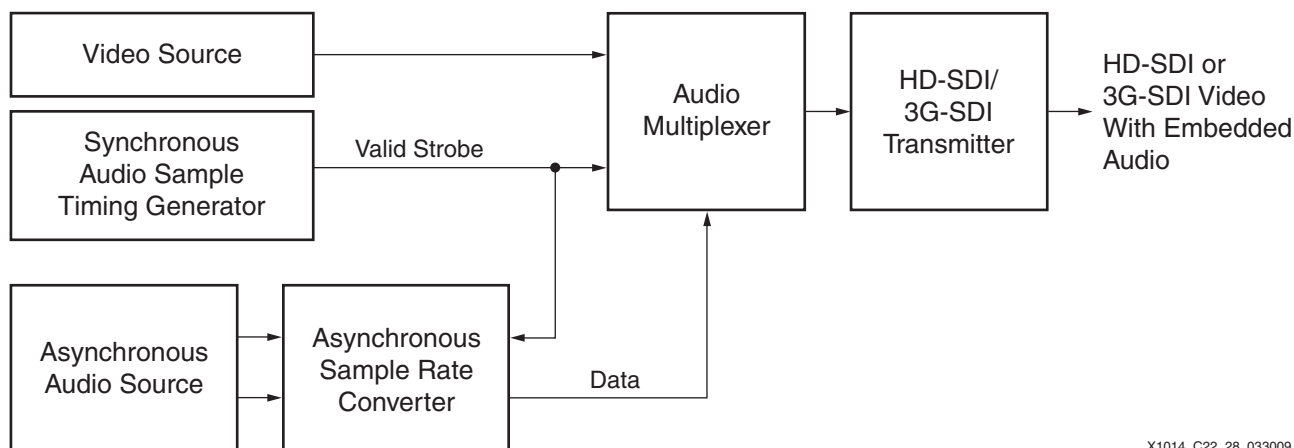 Video Source
Synchronous
Audio Sample
Timing Generator
Valid Strobe
Audio
Multiplexer
HD-SDI/
3G-SDI
Transmitter
HD-SDI or
3G-SDI Video
With Embedded
Audio
Asynchronous
Audio Source
Asynchronous
Sample Rate
Converter
Data
X1014_C22_28_033009